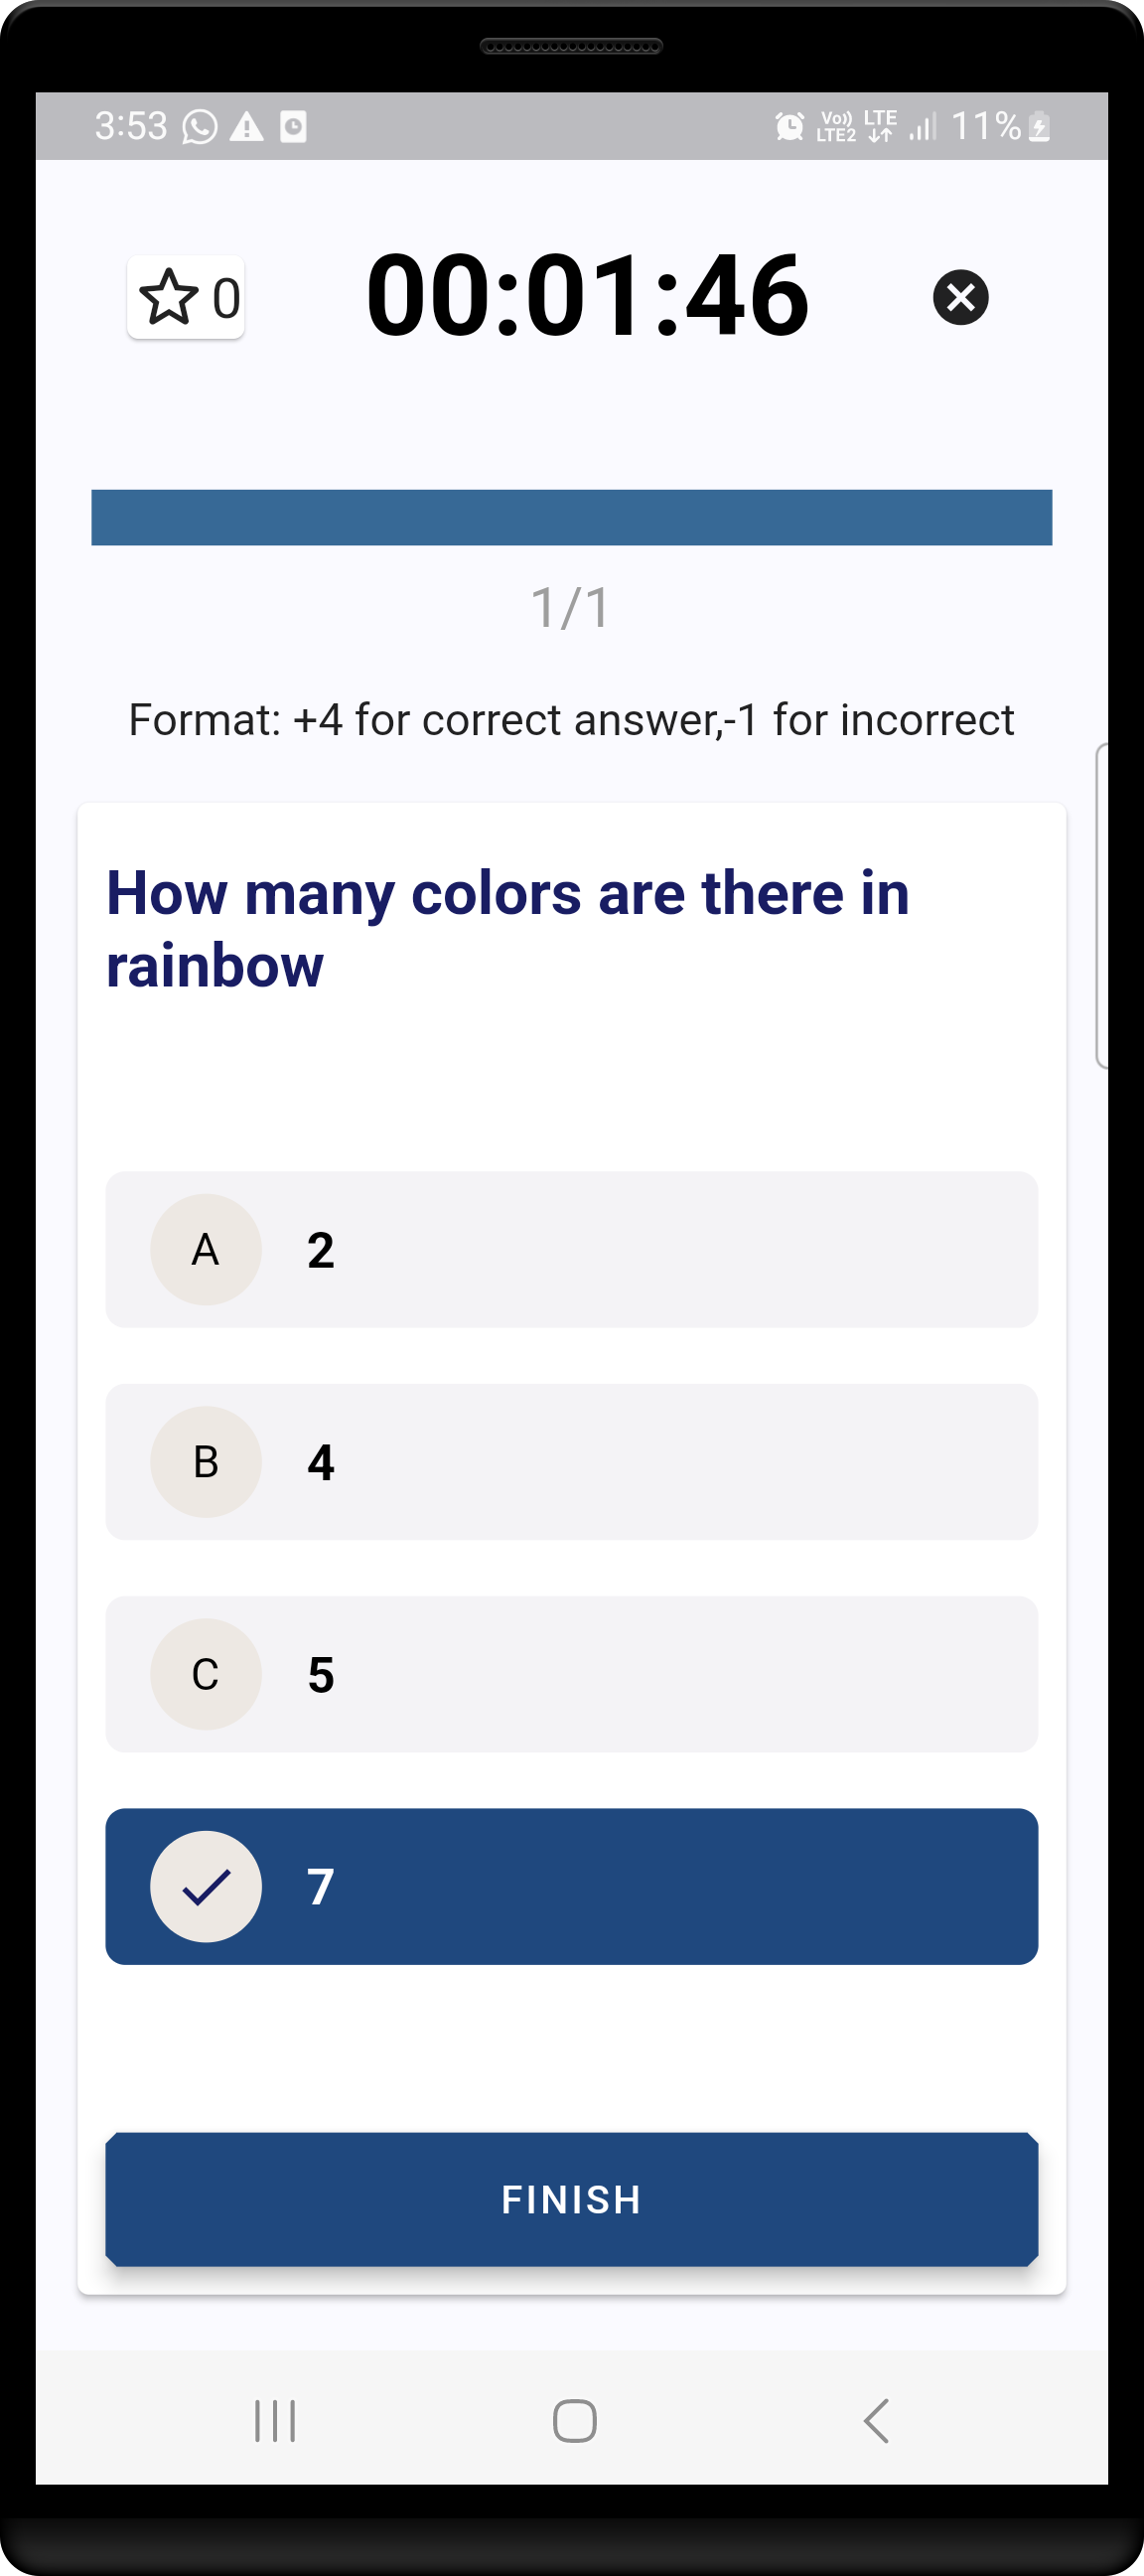 3:53 Vo)) LTE 11%
LTE2
0 00:01:46
1/1
Format: +4 for correct answer,-1 for incorrect
How many colors are there in
rainbow
A 2
B 4
C 5
7
FINISH